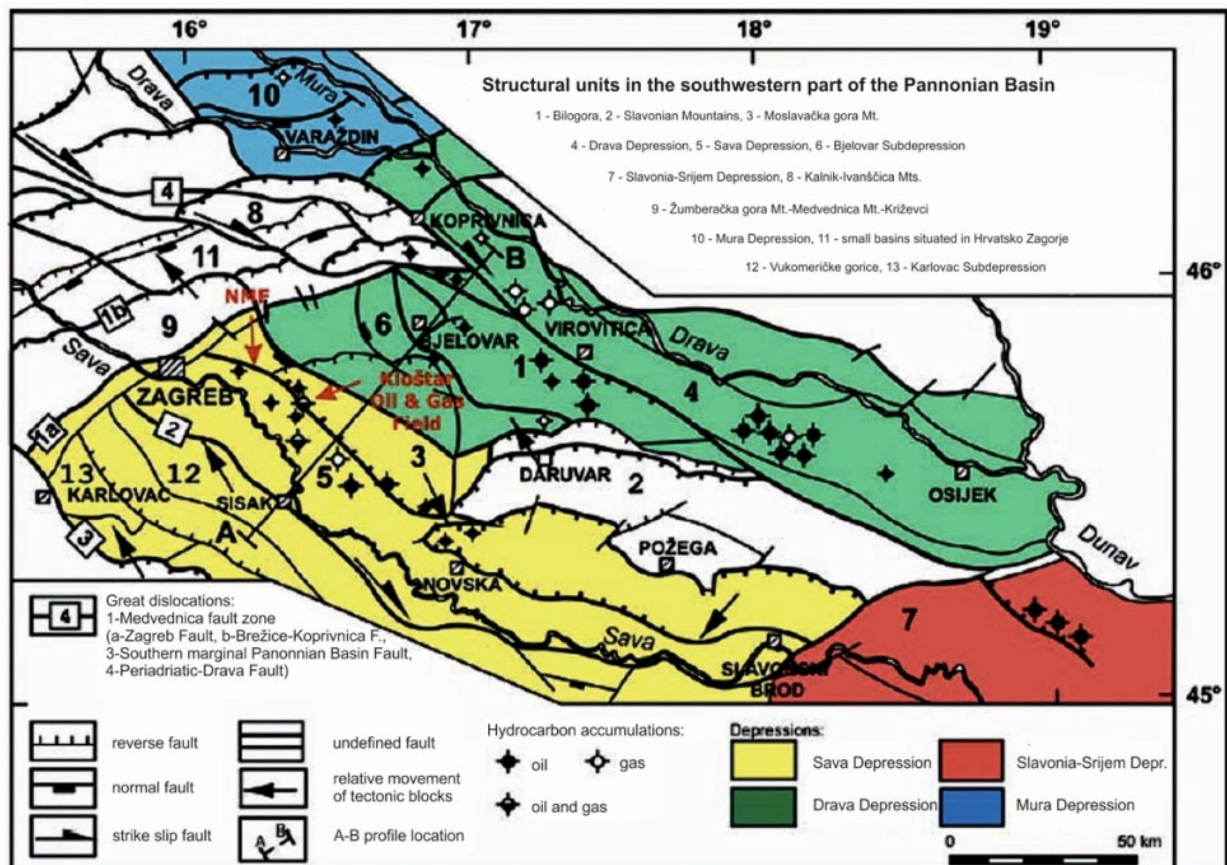 16° 17° 18° 19°
Structural units in the southwestern part of the Pannonian Basin
1 - Bilogora, 2 - Slavonian Mountains, 3 - Moslavačka gora Mt.
4 - Drava Depression, 5 - Sava Depression, 6 - Bjelovar Subdepression
7 - Slavonia-Srijem Depression, 8 - Kalnik-Ivanščica Mts.
9 - Žumberačka gora Mt.-Medvednica Mt.-Križevci
10 - Mura Depression, 11 - small basins situated in Hrvatsko Zagorje
12 - Vukomeričke gorice, 13 - Karlovac Subdepression
Drava
Mura
10
VARAŽDIN
4
8
KOPRIVNICA
B
11
46°
NMF
1b
9
6
BJELOVAR
VIROVITICA
Drava
Sava
ZAGREB
1
4
Kloštar
Oil & Gas
Field
1a
2
3
13
12
5
DARUVAR
2
KARLOVAC
SISAK
OSIJEK
3
A
POŽEGA
Dunav
NOVSKA
7
Sava
SLAVONSKI
BROD
45°
4
Great dislocations:
1-Medvednica fault zone
(a-Zagreb Fault, b-Brežice-Koprivnica F.,
3-Southern marginal Panonnian Basin Fault,
4-Periadriatic-Drava Fault)
reverse fault
normal fault
strike slip fault
undefined fault
relative movement
of tectonic blocks
A B
A-B profile location
Hydrocarbon accumulations:
oil
gas
oil and gas
Depressions:
Sava Depression
Slavonia-Srijem Depr.
Drava Depression
Mura Depression
0 50 km